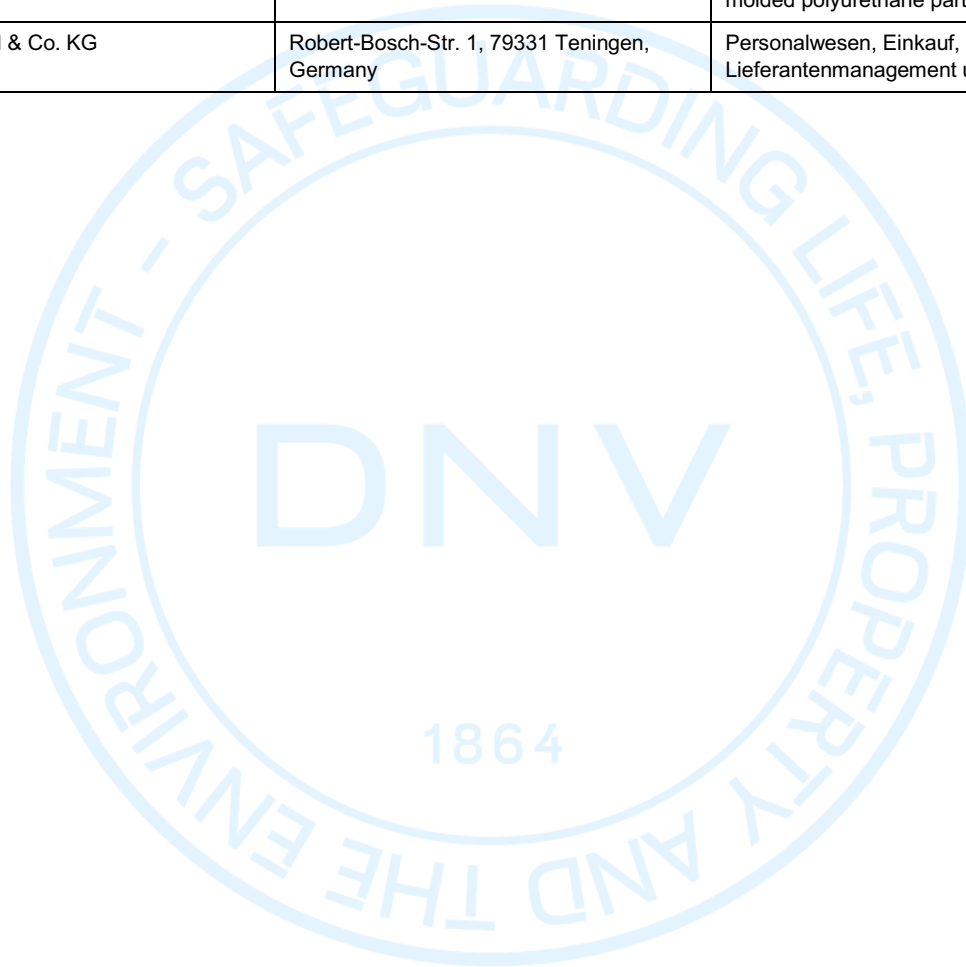 molded polyurethane part
& Co. KG
Robert-Bosch-Str. 1, 79331 Teningen,
Germany
Personalwesen, Einkauf,
Lieferantenmanagement
SAFEGUARDING LIFE, PROPERTY AND THE ENVIRONMENT -
DNV
1864